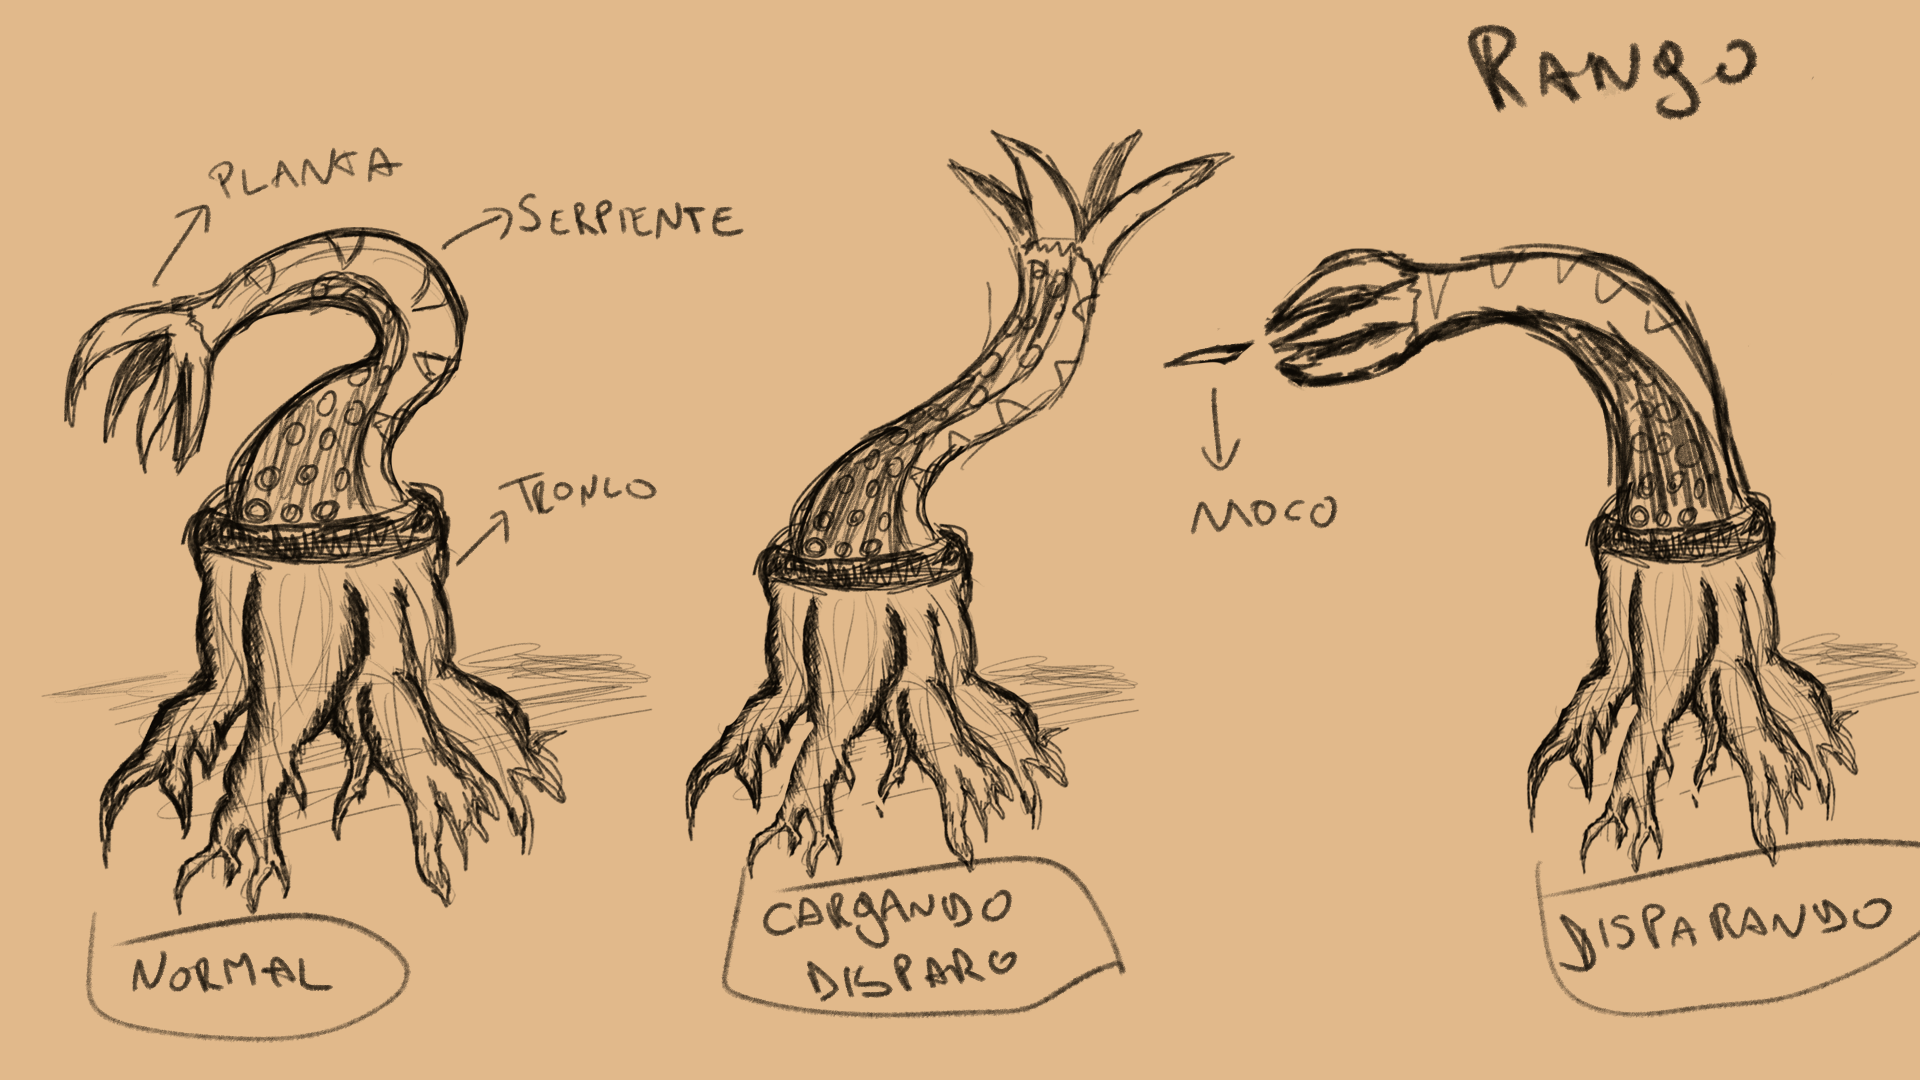 RANgO
PLANTA
SERPIENTE
TRONCO
MOCO
NORMAL
CARgANDO
DISPARO
DISPARANDO